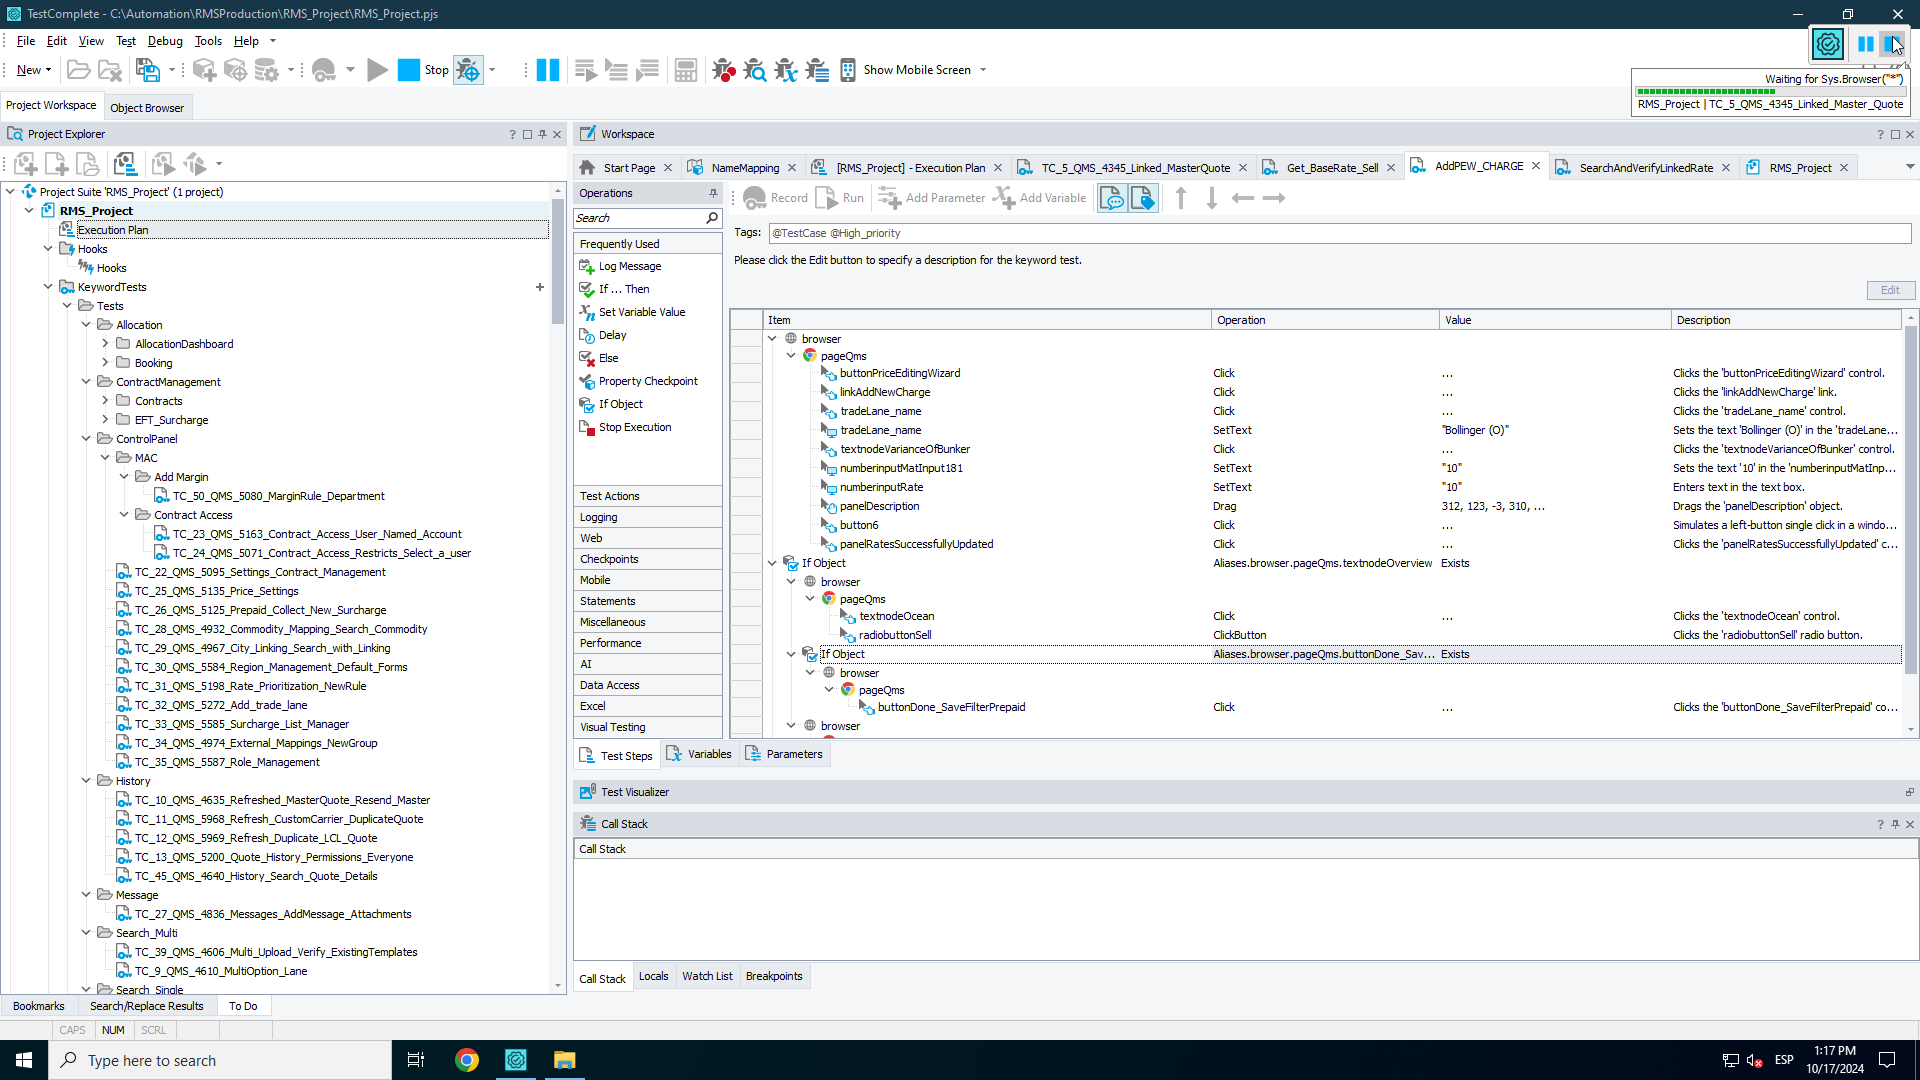 TestComplete - C:\Automation\RMSProduction\RMS_Project\RMS_Project.pjs
File Edit View Test Debug Tools Help
New Stop Show Mobile Screen
Waiting for Sys.Browser("*")
RMS_Project | TC_5_QMS_4345_Linked_Master_Quote
Project Workspace Object Browser
Project Explorer
Project Suite 'RMS_Project' (1 project)
RMS_Project
Execution Plan
Hooks
Hooks
KeywordTests
Tests
Allocation
AllocationDashboard
Booking
ContractManagement
Contracts
EFT_Surcharge
ControlPanel
MAC
Add Margin
TC_50_QMS_5080_MarginRule_Department
Contract Access
TC_23_QMS_5163_Contract_Access_User_Named_Account
TC_24_QMS_5071_Contract_Access_Restricts_Select_a_user
TC_22_QMS_5095_Settings_Contract_Management
TC_25_QMS_5135_Price_Settings
TC_26_QMS_5125_Prepaid_Collect_New_Surcharge
TC_28_QMS_4932_Commodity_Mapping_Search_Commodity
TC_29_QMS_4967_City_Linking_Search_with_Linking
TC_30_QMS_5584_Region_Management_Default_Forms
TC_31_QMS_5198_Rate_Prioritization_NewRule
TC_32_QMS_5272_Add_trade_lane
TC_33_QMS_5585_Surcharge_List_Manager
TC_34_QMS_4974_External_Mappings_NewGroup
TC_35_QMS_5587_Role_Management
History
TC_10_QMS_4635_Refreshed_MasterQuote_Resend_Master
TC_11_QMS_5968_Refresh_CustomCarrier_DuplicateQuote
TC_12_QMS_5969_Refresh_Duplicate_LCL_Quote
TC_13_QMS_5200_Quote_History_Permissions_Everyone
TC_45_QMS_4640_History_Search_Quote_Details
Message
TC_27_QMS_4836_Messages_AddMessage_Attachments
Search_Multi
TC_39_QMS_4606_Multi_Upload_Verify_ExistingTemplates
TC_9_QMS_4610_MultiOption_Lane
Search_Single
Bookmarks Search/Replace Results To Do
CAPS NUM SCRL
Workspace
Start Page NameMapping [RMS_Project] - Execution Plan TC_5_QMS_4345_Linked_MasterQuote Get_BaseRate_Sell AddPEW_CHARGE SearchAndVerifyLinkedRate RMS_Project
Operations
Search
Frequently Used
Log Message
If ... Then
Set Variable Value
Delay
Else
Property Checkpoint
If Object
Stop Execution
Test Actions
Logging
Web
Checkpoints
Mobile
Statements
Miscellaneous
Performance
AI
Data Access
Excel
Visual Testing
Record Run Add Parameter Add Variable
Tags: @TestCase @High_priority
Please click the Edit button to specify a description for the keyword test.
Edit
Item Operation Value Description
browser
pageQms
buttonPriceEditingWizard Click ... Clicks the 'buttonPriceEditingWizard' control.
linkAddNewCharge Click ... Clicks the 'linkAddNewCharge' link.
tradeLane_name Click ... Clicks the 'tradeLane_name' control.
tradeLane_name SetText "Bollinger (O)" Sets the text 'Bollinger (O)' in the 'tradeLane...
textnodeVarianceOfBunker Click ... Clicks the 'textnodeVarianceOfBunker' control.
numberinputMatInput181 SetText "10" Sets the text '10' in the 'numberinputMatInp...
numberinputRate SetText "10" Enters text in the text box.
panelDescription Drag 312, 123, -3, 310, ... Drags the 'panelDescription' object.
button6 Click ... Simulates a left-button single click in a windo...
panelRatesSuccessfullyUpdated Click ... Clicks the 'panelRatesSuccessfullyUpdated' c...
If Object Aliases.browser.pageQms.textnodeOverview Exists
browser
pageQms
textnodeOcean Click ... Clicks the 'textnodeOcean' control.
radiobuttonSell ClickButton Clicks the 'radiobuttonSell' radio button.
If Object Aliases.browser.pageQms.buttonDone_Sav... Exists
browser
pageQms
buttonDone_SaveFilterPrepaid Click ... Clicks the 'buttonDone_SaveFilterPrepaid' co...
browser
Test Steps Variables Parameters
Test Visualizer
Call Stack
Call Stack
Call Stack Locals Watch List Breakpoints
Type here to search
ESP
1:17 PM
10/17/2024